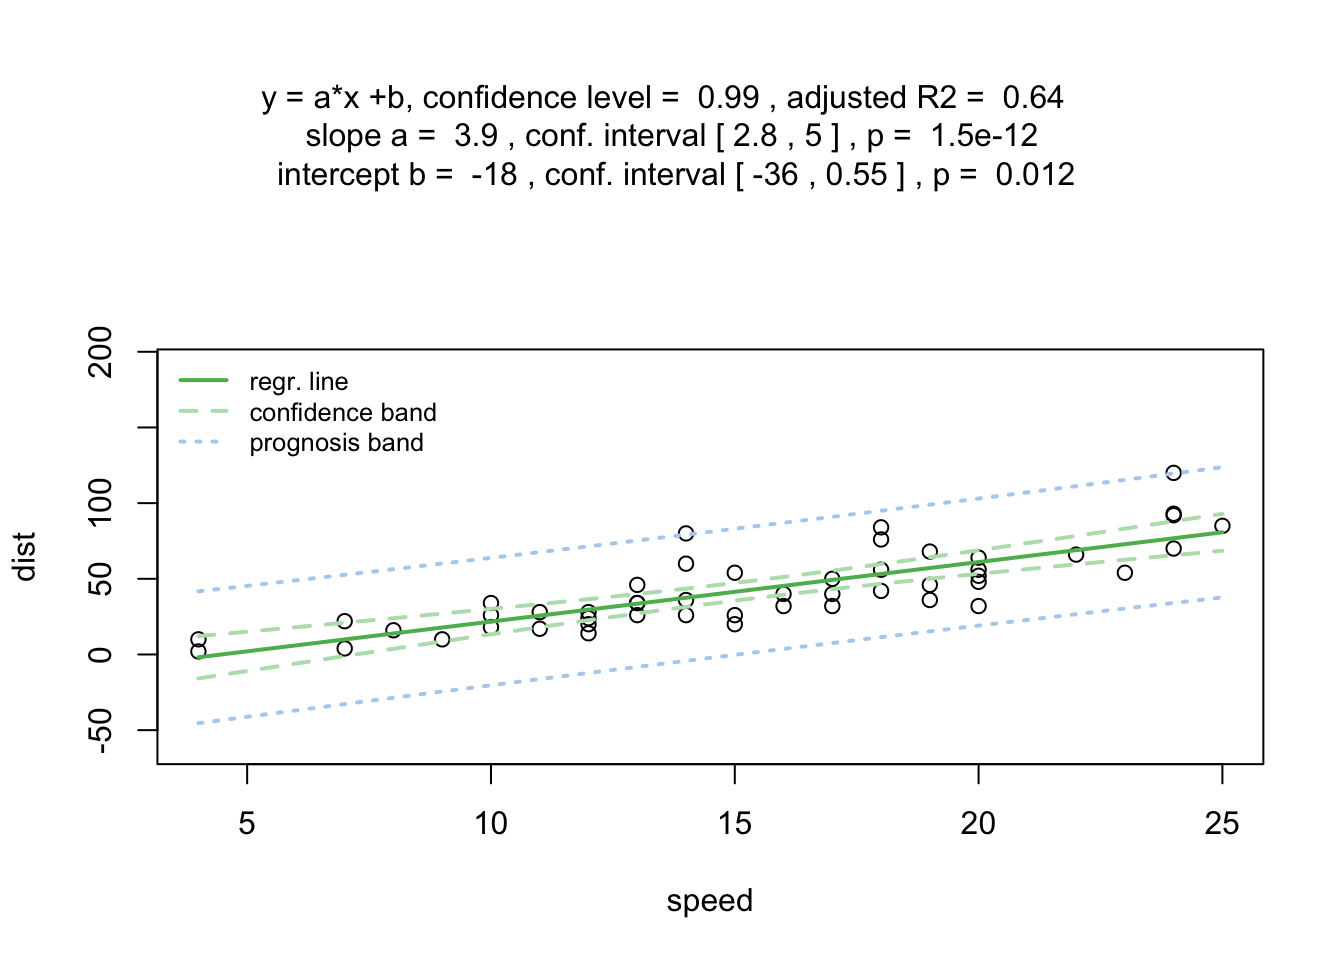 y = a*x +b, confidence level =  0.99 , adjusted R2 =  0.64
slope a =  3.9 , conf. interval [ 2.8 , 5 ] , p =  1.5e-12
intercept b =  -18 , conf. interval [ -36 , 0.55 ] , p =  0.012
200
100
50
0
-50
dist
regr. line
confidence band
prognosis band
5 10 15 20 25
speed